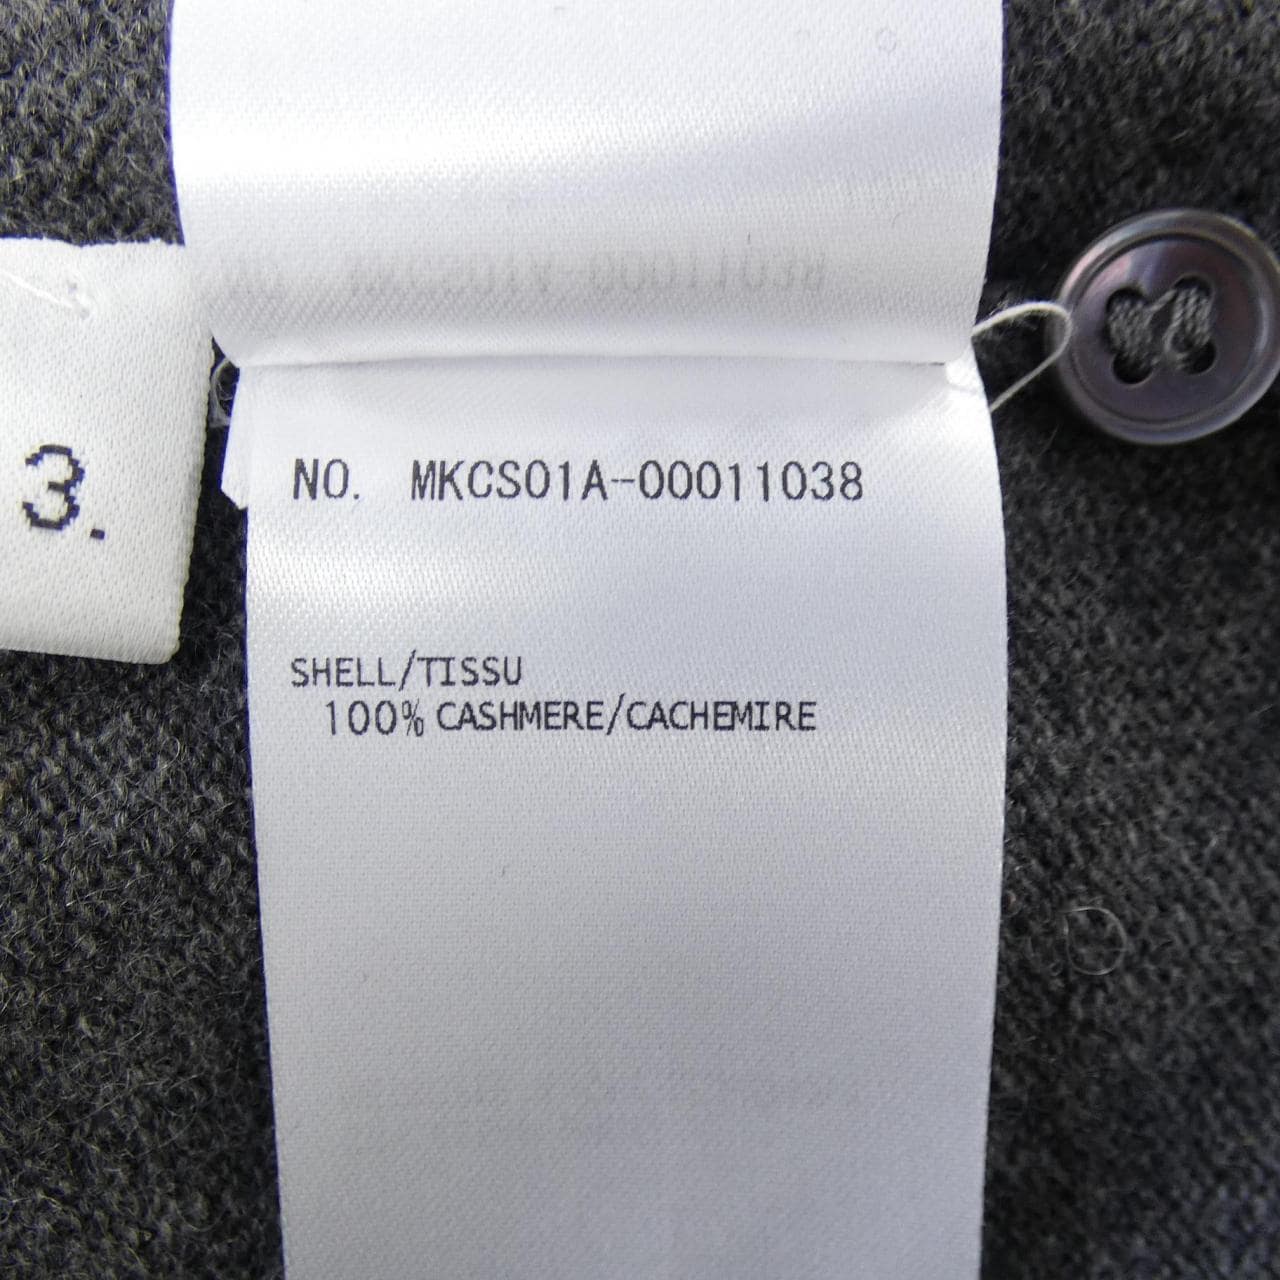 3.
NO. MKCS01A-00011038
SHELL/TISSU
100% CASHMERE/CACHEMIRE